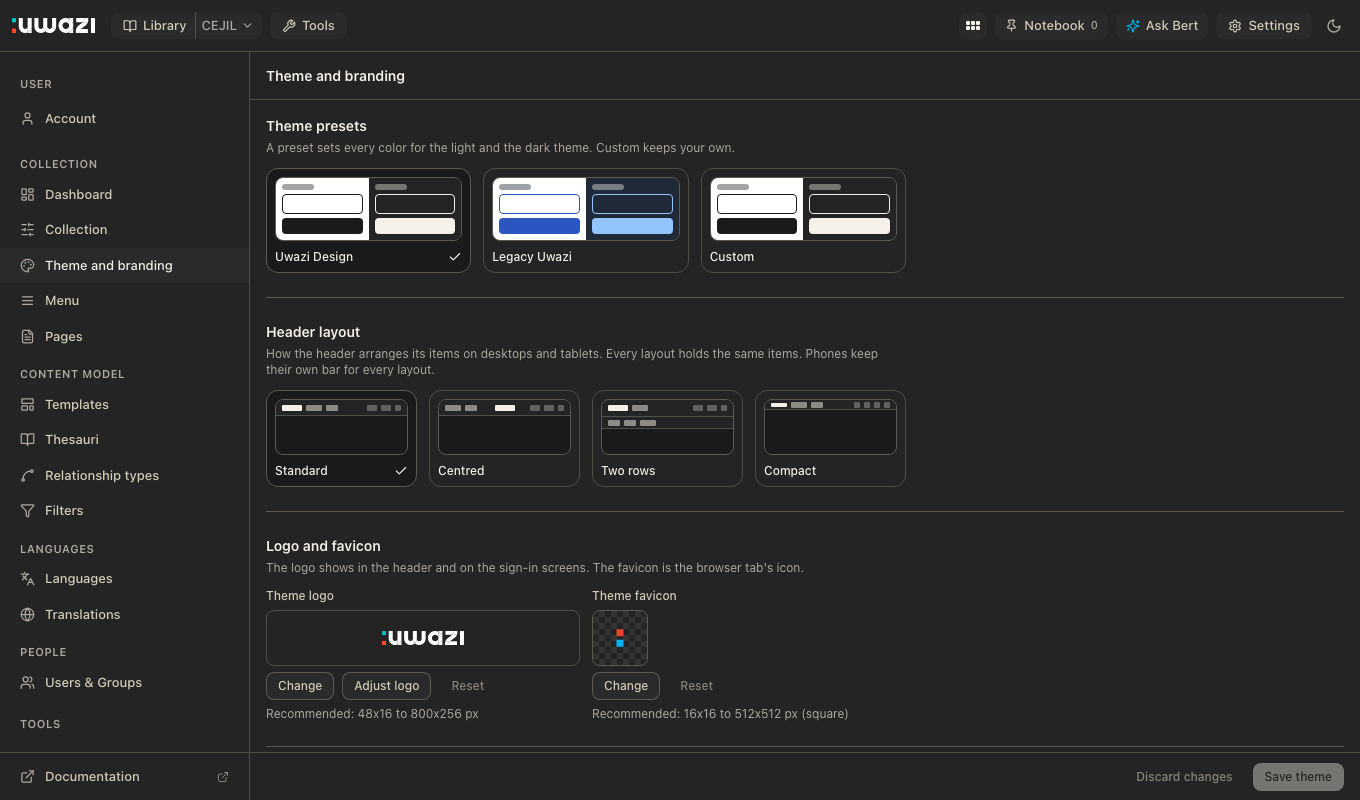 uwazi
Library
CEJIL
Tools
Notebook 0
Ask Bert
Settings
USER
Account
COLLECTION
Dashboard
Collection
Theme and branding
Menu
Pages
CONTENT MODEL
Templates
Thesauri
Relationship types
Filters
LANGUAGES
Languages
Translations
PEOPLE
Users & Groups
TOOLS
Documentation
Theme and branding
Theme presets
A preset sets every color for the light and the dark theme. Custom keeps your own.
Uwazi Design
Legacy Uwazi
Custom
Header layout
How the header arranges its items on desktops and tablets. Every layout holds the same items. Phones keep
their own bar for every layout.
Standard
Centred
Two rows
Compact
Logo and favicon
The logo shows in the header and on the sign-in screens. The favicon is the browser tab's icon.
Theme logo
Theme favicon
uwazi
Change
Adjust logo
Reset
Change
Reset
Recommended: 48x16 to 800x256 px
Recommended: 16x16 to 512x512 px (square)
Discard changes
Save theme